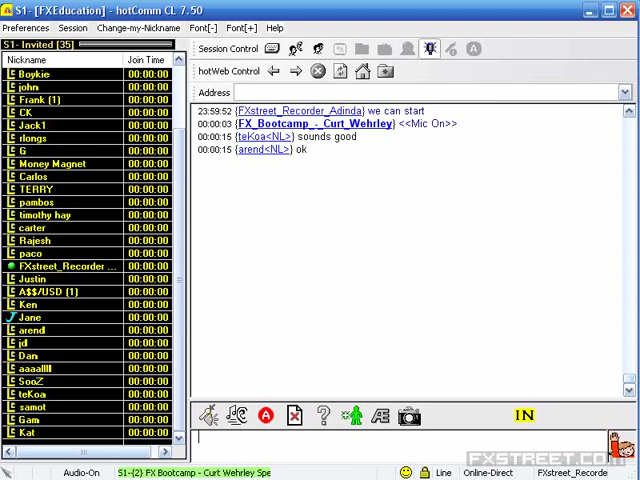 S1- [FXEducation] - hotComm CL 7.50
Preferences Session Change-my-Nickname Font[-] Font[+] Help
S1- Invited [35]
Nickname Join Time
Boykie 00:00:00
john 00:00:00
Frank (1) 00:00:00
CK 00:00:00
Jack1 00:00:00
rlongs 00:00:00
G 00:00:00
Money Magnet 00:00:00
Carlos 00:00:00
TERRY 00:00:00
pambos 00:00:00
timothy hay 00:00:00
carter 00:00:00
Rajesh 00:00:00
paco 00:00:00
FXstreet_Recorder ... 00:00:00
Justin 00:00:00
A$$/USD (1) 00:00:00
Ken 00:00:00
Jane 00:00:00
arend 00:00:00
jd 00:00:00
Dan 00:00:00
aaaallll 00:00:00
SooZ 00:00:00
teKoa 00:00:00
samot 00:00:00
Gam 00:00:00
Kat 00:00:00
Session Control
hotWeb Control
Address
23:59:52 {FXstreet_Recorder_Adinda} we can start
00:00:03 {FX_Bootcamp_-_Curt_Wehrley} <<Mic On>>
00:00:15 {teKoa<NL>} sounds good
00:00:15 {arend<NL>} ok
IN
FXSTREET.COM
Audio-On S1-{2} FX Bootcamp - Curt Wehrley Spe Line Online-Direct FXstreet_Recorde